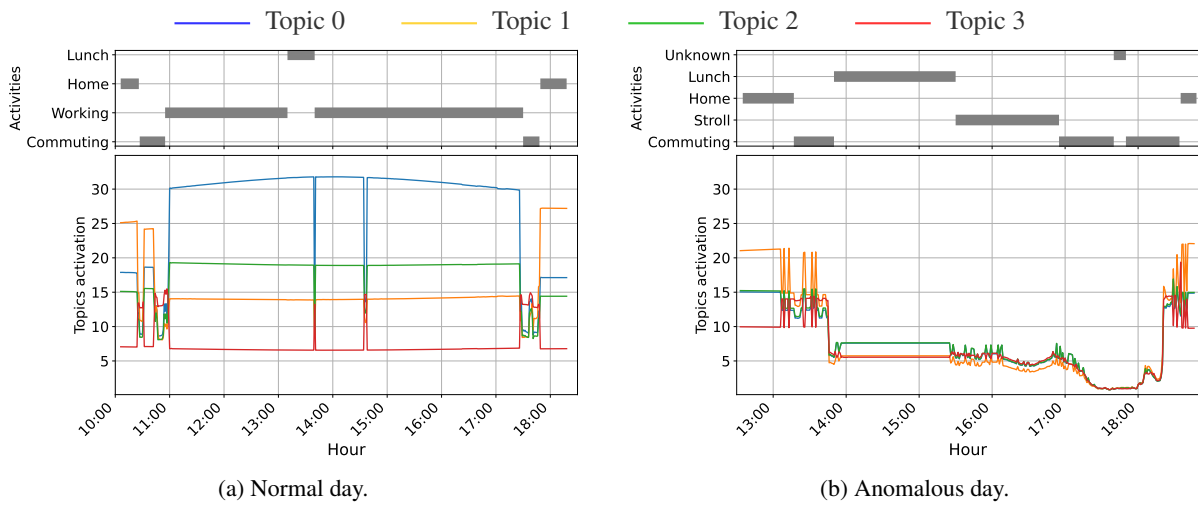 Topic 0 Topic 1 Topic 2 Topic 3
Activities
Lunch
Home
Working
Commuting
Topics activation
30
25
20
15
10
5
10:00 11:00 12:00 13:00 14:00 15:00 16:00 17:00 18:00
Hour
(a) Normal day.
Activities
Unknown
Lunch
Home
Stroll
Commuting
Topics activation
30
25
20
15
10
5
13:00 14:00 15:00 16:00 17:00 18:00
Hour
(b) Anomalous day.